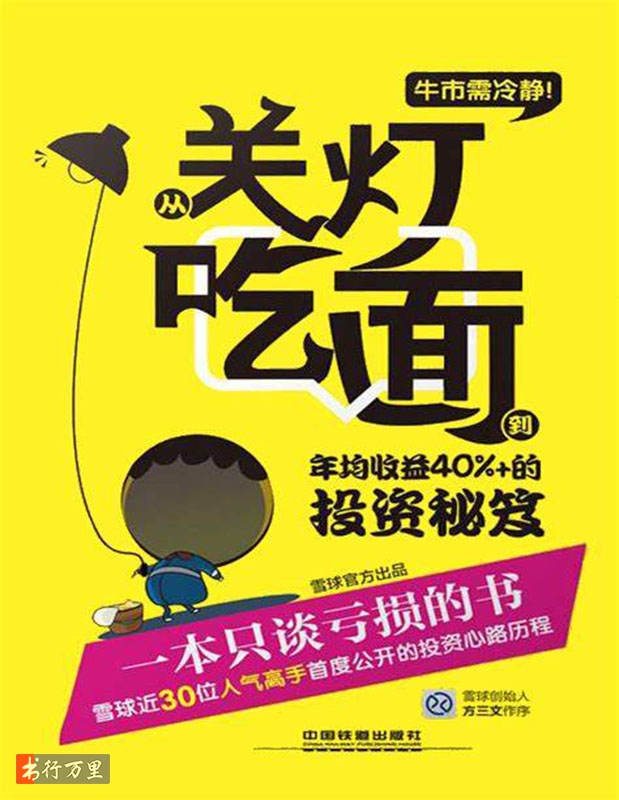 牛市需冷静!
从
关灯
吃面
到
年均收益40%+的
投资秘笈
雪球官方出品
一本只谈亏损的书
雪球近30位人气高手首度公开的投资心路历程
雪球创始人
方三文作序
中国铁道出版社
CHINA RAILWAY PUBLISHING HOUSE
书行万里